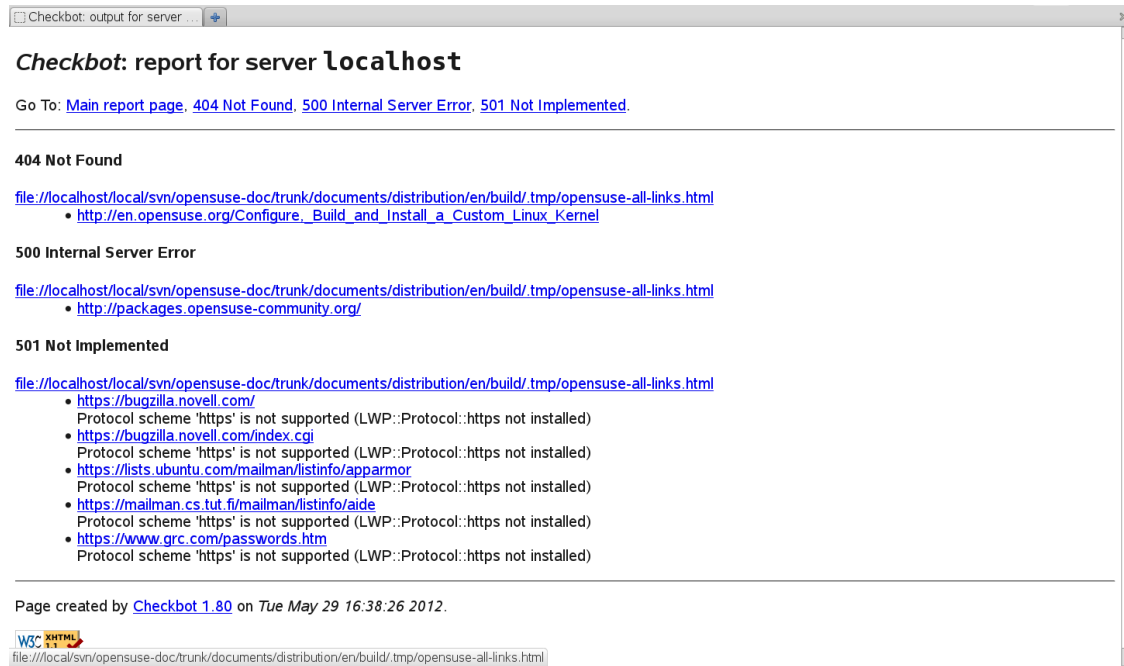 Checkbot: output for server ...
Checkbot: report for server localhost
Go To: Main report page, 404 Not Found, 500 Internal Server Error, 501 Not Implemented.
404 Not Found
file://localhost/local/svn/opensuse-doc/trunk/documents/distribution/en/build/.tmp/opensuse-all-links.html
• http://en.opensuse.org/Configure,_Build_and_Install_a_Custom_Linux_Kernel
500 Internal Server Error
file://localhost/local/svn/opensuse-doc/trunk/documents/distribution/en/build/.tmp/opensuse-all-links.html
• http://packages.opensuse-community.org/
501 Not Implemented
file://localhost/local/svn/opensuse-doc/trunk/documents/distribution/en/build/.tmp/opensuse-all-links.html
• https://bugzilla.novell.com/
Protocol scheme 'https' is not supported (LWP::Protocol::https not installed)
• https://bugzilla.novell.com/index.cgi
Protocol scheme 'https' is not supported (LWP::Protocol::https not installed)
• https://lists.ubuntu.com/mailman/listinfo/apparmor
Protocol scheme 'https' is not supported (LWP::Protocol::https not installed)
• https://mailman.cs.tut.fi/mailman/listinfo/aide
Protocol scheme 'https' is not supported (LWP::Protocol::https not installed)
• https://www.grc.com/passwords.htm
Protocol scheme 'https' is not supported (LWP::Protocol::https not installed)
Page created by Checkbot 1.80 on Tue May 29 16:38:26 2012.
W3C XHTML 1.1
file:///local/svn/opensuse-doc/trunk/documents/distribution/en/build/.tmp/opensuse-all-links.html